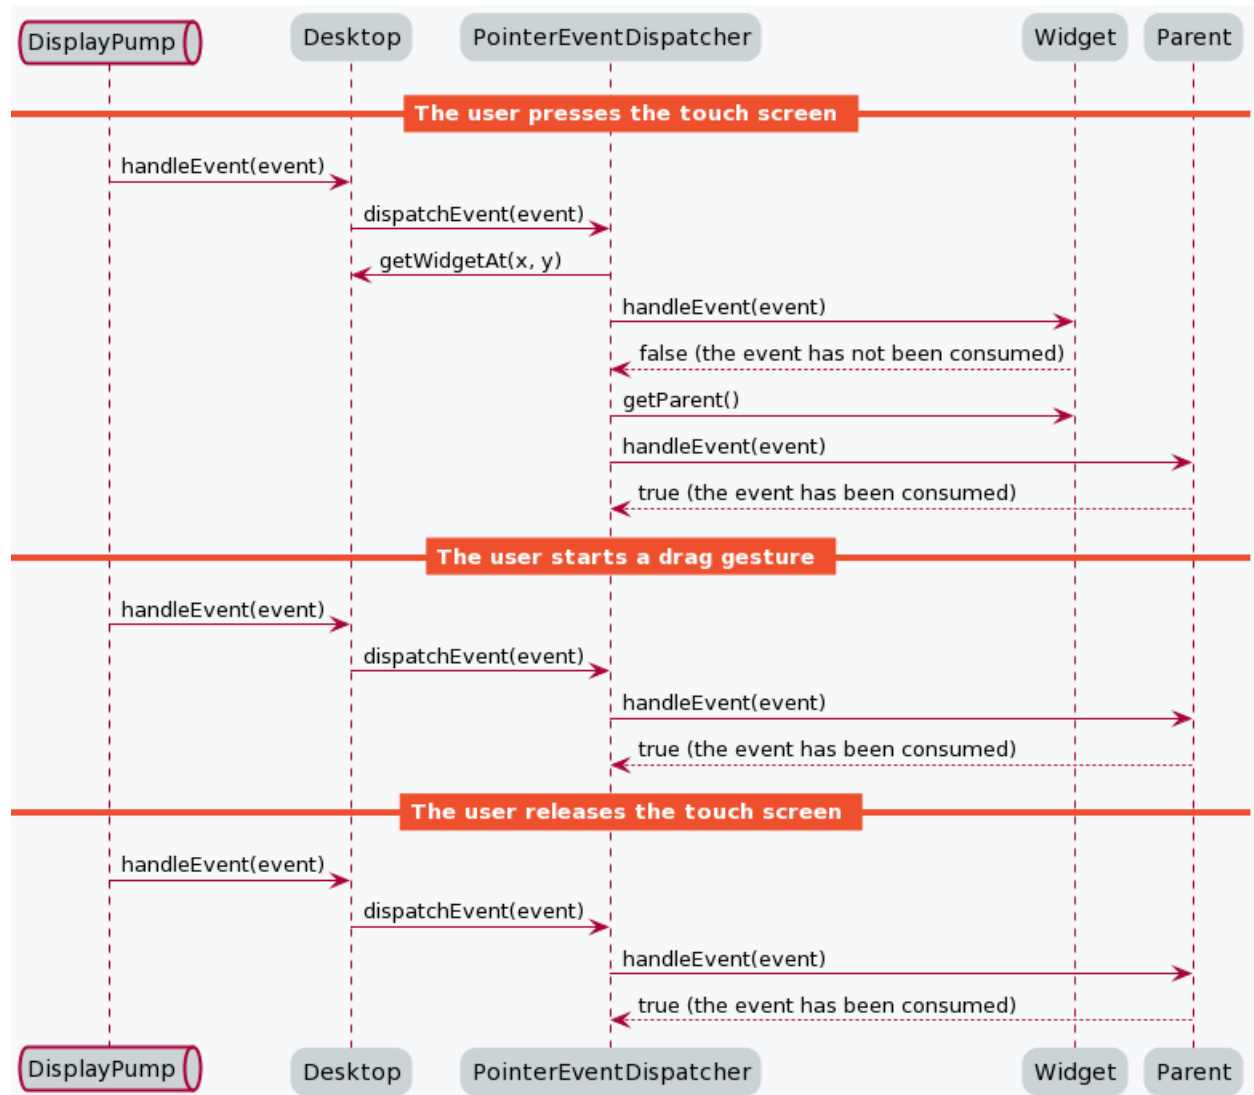 DisplayPump Desktop PointerEventDispatcher Widget Parent
The user presses the touch screen
handleEvent(event)
dispatchEvent(event)
getWidgetAt(x, y)
handleEvent(event)
false (the event has not been consumed)
getParent()
handleEvent(event)
true (the event has been consumed)
The user starts a drag gesture
handleEvent(event)
dispatchEvent(event)
handleEvent(event)
true (the event has been consumed)
The user releases the touch screen
handleEvent(event)
dispatchEvent(event)
handleEvent(event)
true (the event has been consumed)
DisplayPump Desktop PointerEventDispatcher Widget Parent